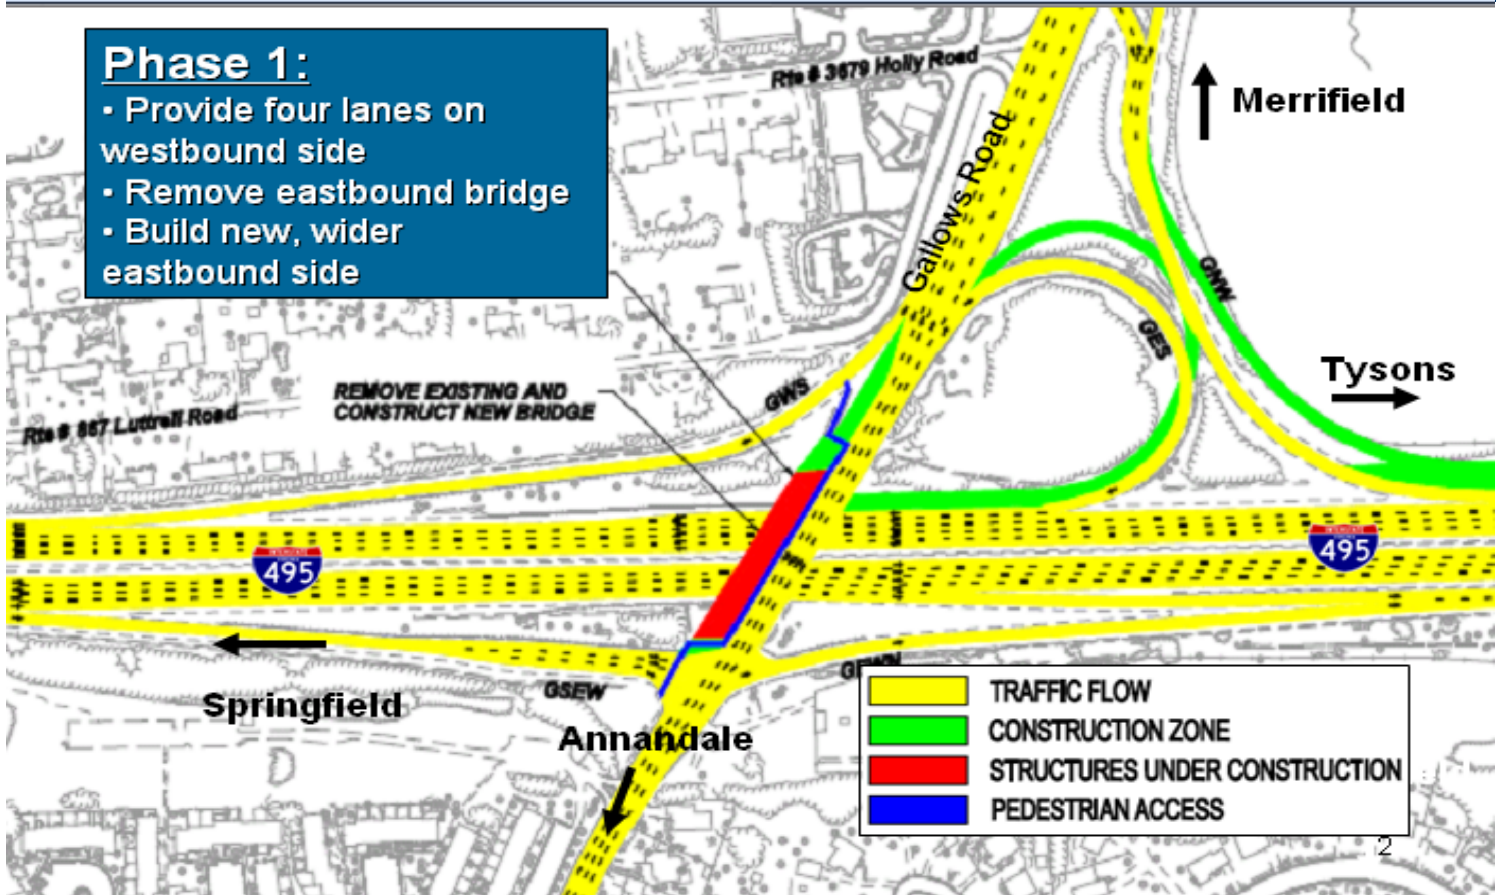 Phase 1:
• Provide four lanes on
westbound side
• Remove eastbound bridge
• Build new, wider
eastbound side
Rte # 3679 Holly Road
Merrifield
Gallows Road
GNW
GES
Tysons
REMOVE EXISTING AND
CONSTRUCT NEW BRIDGE
GWS
Rte # 867 Luttrell Road
INTERSTATE
495
INTERSTATE
495
Springfield
GSEW
Annandale
TRAFFIC FLOW
CONSTRUCTION ZONE
STRUCTURES UNDER CONSTRUCTION
PEDESTRIAN ACCESS
2